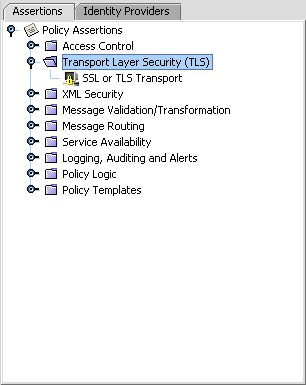 Assertions Identity Providers
Policy Assertions
Access Control
Transport Layer Security (TLS)
SSL or TLS Transport
XML Security
Message Validation/Transformation
Message Routing
Service Availability
Logging, Auditing and Alerts
Policy Logic
Policy Templates